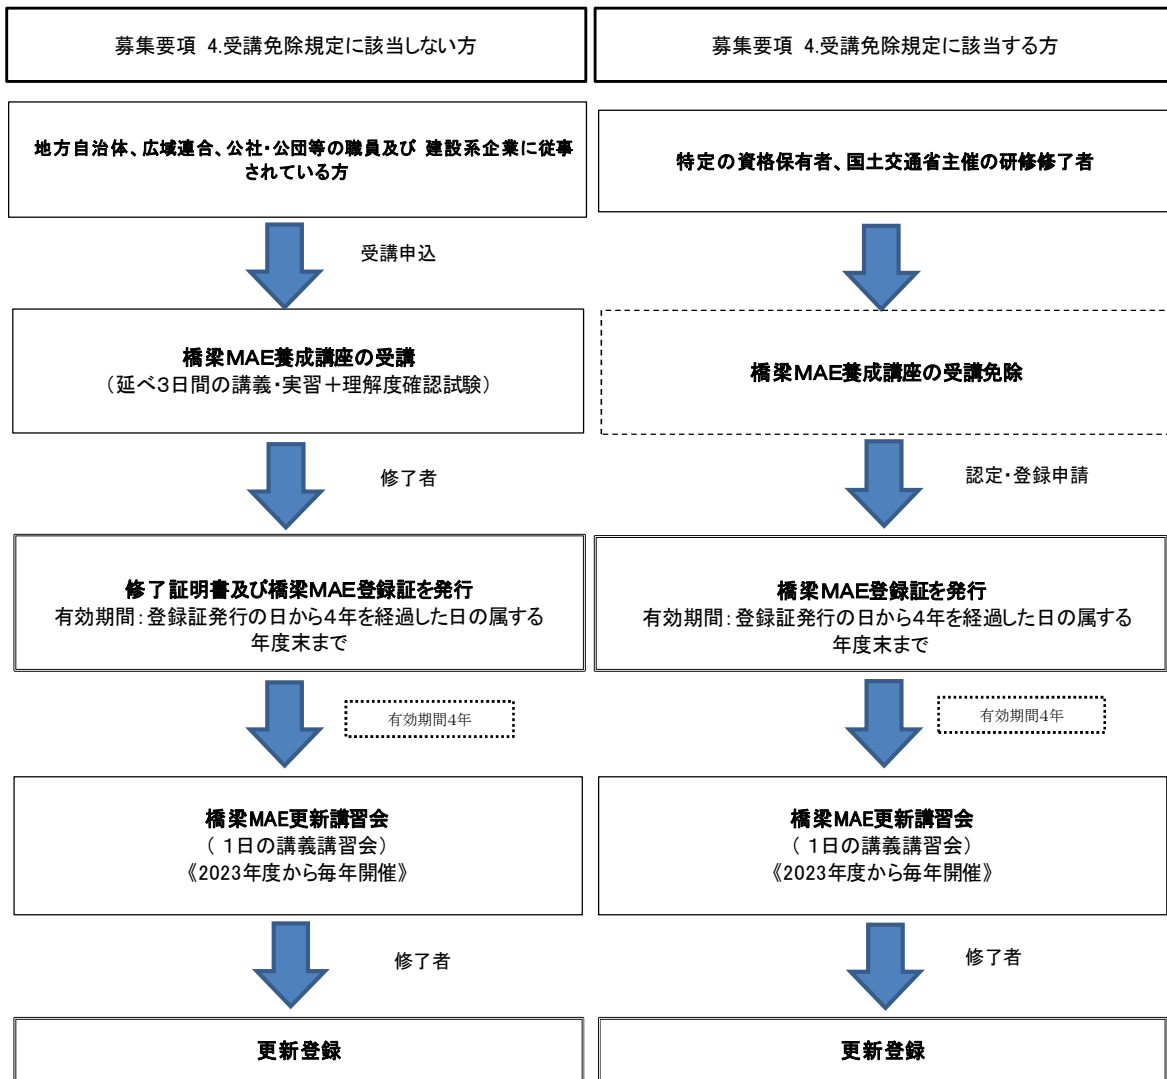 募集要項 4.受講免除規定に該当しない方
地方自治体、広域連合、公社・公団等の職員及び 建設系企業に従事
されている方
受講申込
橋梁MAE養成講座の受講
（延べ3日間の講義・実習＋理解度確認試験）
修了者
修了証明書及び橋梁MAE登録証を発行
有効期間：登録証発行の日から4年を経過した日の属する
年度末まで
有効期間4年
橋梁MAE更新講習会
（ 1日の講義講習会）
《2023年度から毎年開催》
修了者
更新登録
募集要項 4.受講免除規定に該当する方
特定の資格保有者、国土交通省主催の研修修了者
橋梁MAE養成講座の受講免除
認定・登録申請
橋梁MAE登録証を発行
有効期間：登録証発行の日から4年を経過した日の属する
年度末まで
有効期間4年
橋梁MAE更新講習会
（ 1日の講義講習会）
《2023年度から毎年開催》
修了者
更新登録